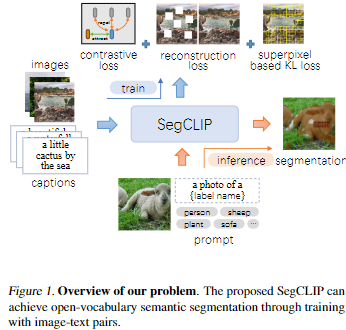 repel
attract
images
contrastive
loss
+
reconstruction
loss
+
superpixel
based KL loss
train
SegCLIP
a little
cactus by
the sea
captions
inference
segmentation
a photo of a
{label name}
person
sheep
plant
sofa
...
prompt
Figure 1. Overview of our problem. The proposed SegCLIP can
achieve open-vocabulary semantic segmentation through training
with image-text pairs.